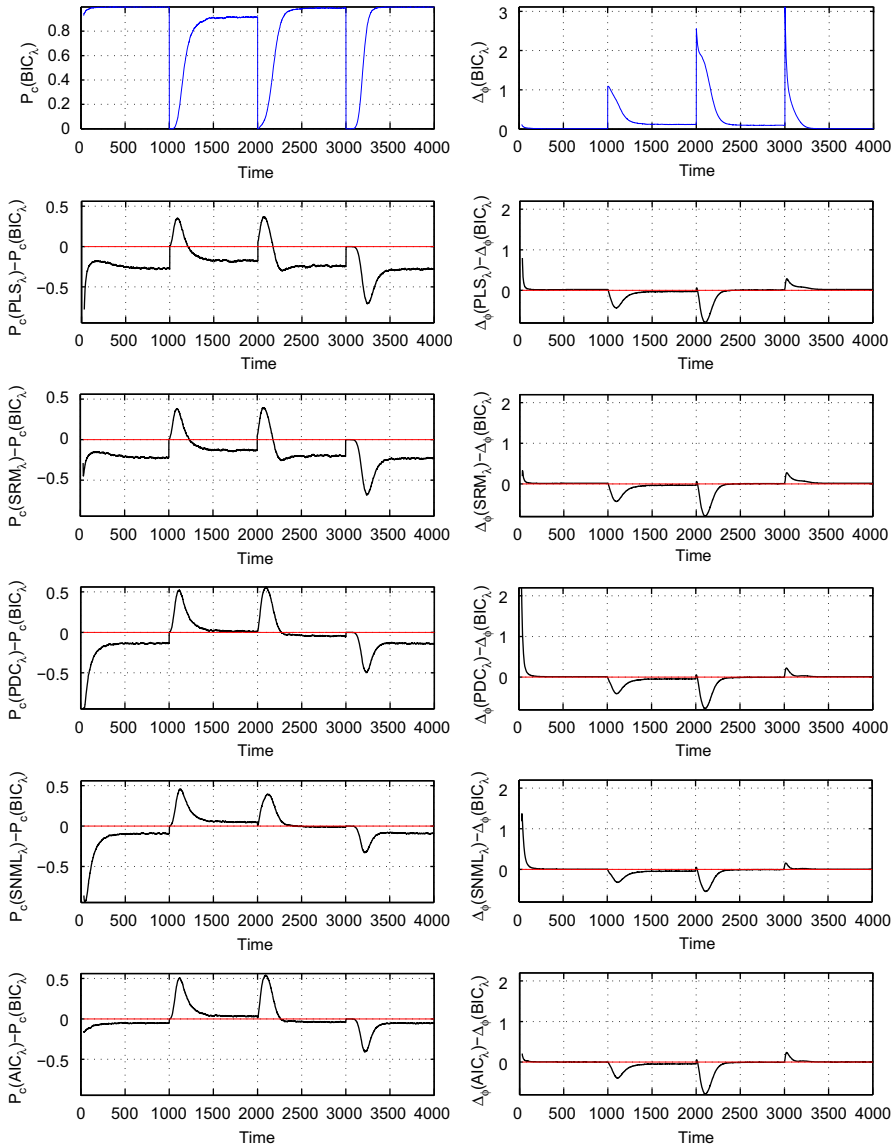 P_c(BIC_λ)
0.8
0.6
0.4
0.2
0
0 500 1000 1500 2000 2500 3000 3500 4000
Time
Δ_ϕ(BIC_λ)
3
2
1
0
0 500 1000 1500 2000 2500 3000 3500 4000
Time
P_c(PLS_λ)−P_c(BIC_λ)
0.5
0
−0.5
0 500 1000 1500 2000 2500 3000 3500 4000
Time
Δ_ϕ(PLS_λ)−Δ_ϕ(BIC_λ)
2
1
0
0 500 1000 1500 2000 2500 3000 3500 4000
Time
P_c(SRM_λ)−P_c(BIC_λ)
0.5
0
−0.5
0 500 1000 1500 2000 2500 3000 3500 4000
Time
Δ_ϕ(SRM_λ)−Δ_ϕ(BIC_λ)
2
1
0
0 500 1000 1500 2000 2500 3000 3500 4000
Time
P_c(PDC_λ)−P_c(BIC_λ)
0.5
0
−0.5
0 500 1000 1500 2000 2500 3000 3500 4000
Time
Δ_ϕ(PDC_λ)−Δ_ϕ(BIC_λ)
2
1
0
0 500 1000 1500 2000 2500 3000 3500 4000
Time
P_c(SNML_λ)−P_c(BIC_λ)
0.5
0
−0.5
0 500 1000 1500 2000 2500 3000 3500 4000
Time
Δ_ϕ(SNML_λ)−Δ_ϕ(BIC_λ)
2
1
0
0 500 1000 1500 2000 2500 3000 3500 4000
Time
P_c(AIC_λ)−P_c(BIC_λ)
0.5
0
−0.5
0 500 1000 1500 2000 2500 3000 3500 4000
Time
Δ_ϕ(AIC_λ)−Δ_ϕ(BIC_λ)
2
1
0
0 500 1000 1500 2000 2500 3000 3500 4000
Time